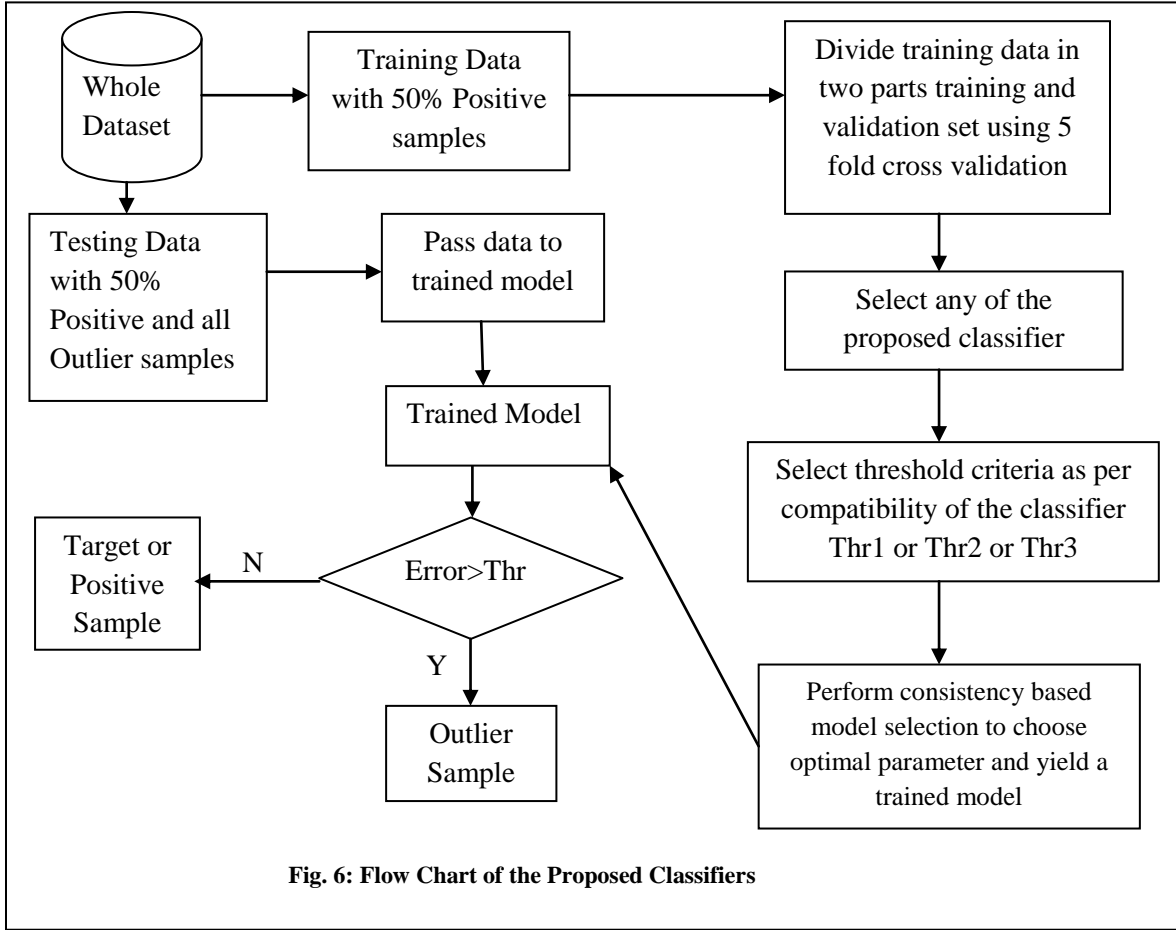 Whole
Dataset
Training Data
with 50% Positive
samples
Divide training data in
two parts training and
validation set using 5
fold cross validation
Testing Data
with 50%
Positive and all
Outlier samples
Pass data to
trained model
Select any of the
proposed classifier
Trained Model
Select threshold criteria as per
compatibility of the classifier
Thr1 or Thr2 or Thr3
Target or
Positive
Sample
N
Error>Thr
Y
Outlier
Sample
Perform consistency based
model selection to choose
optimal parameter and yield a
trained model
Fig. 6: Flow Chart of the Proposed Classifiers